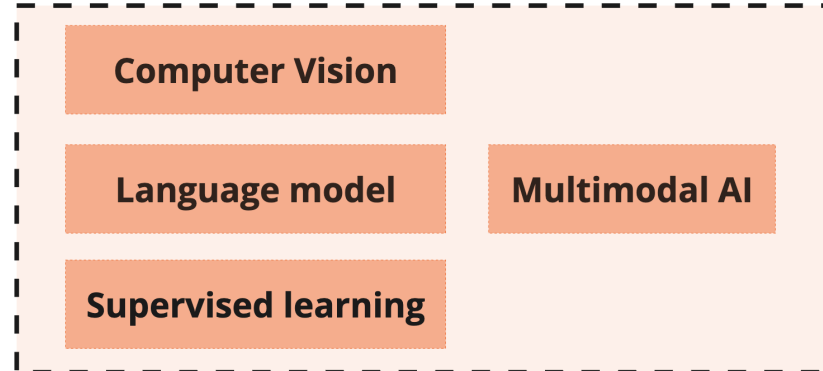 Computer Vision
Language model
Multimodal AI
Supervised learning